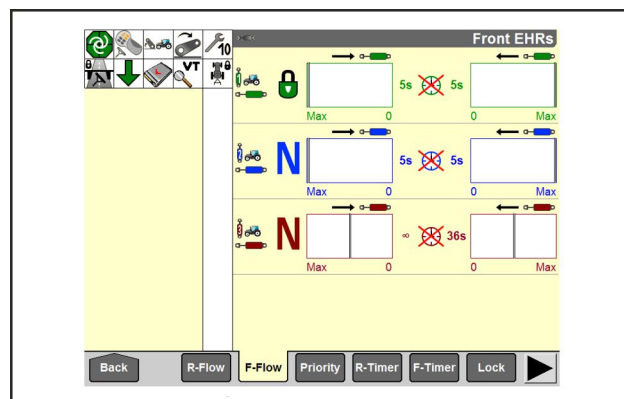 Front EHRs
10
VT
L
5s 5s
Max 0 0 Max
N 5s 5s
Max 0 0 Max
N ∞ 36s
Max 0 0 Max
Back R-Flow F-Flow Priority R-Timer F-Timer Lock